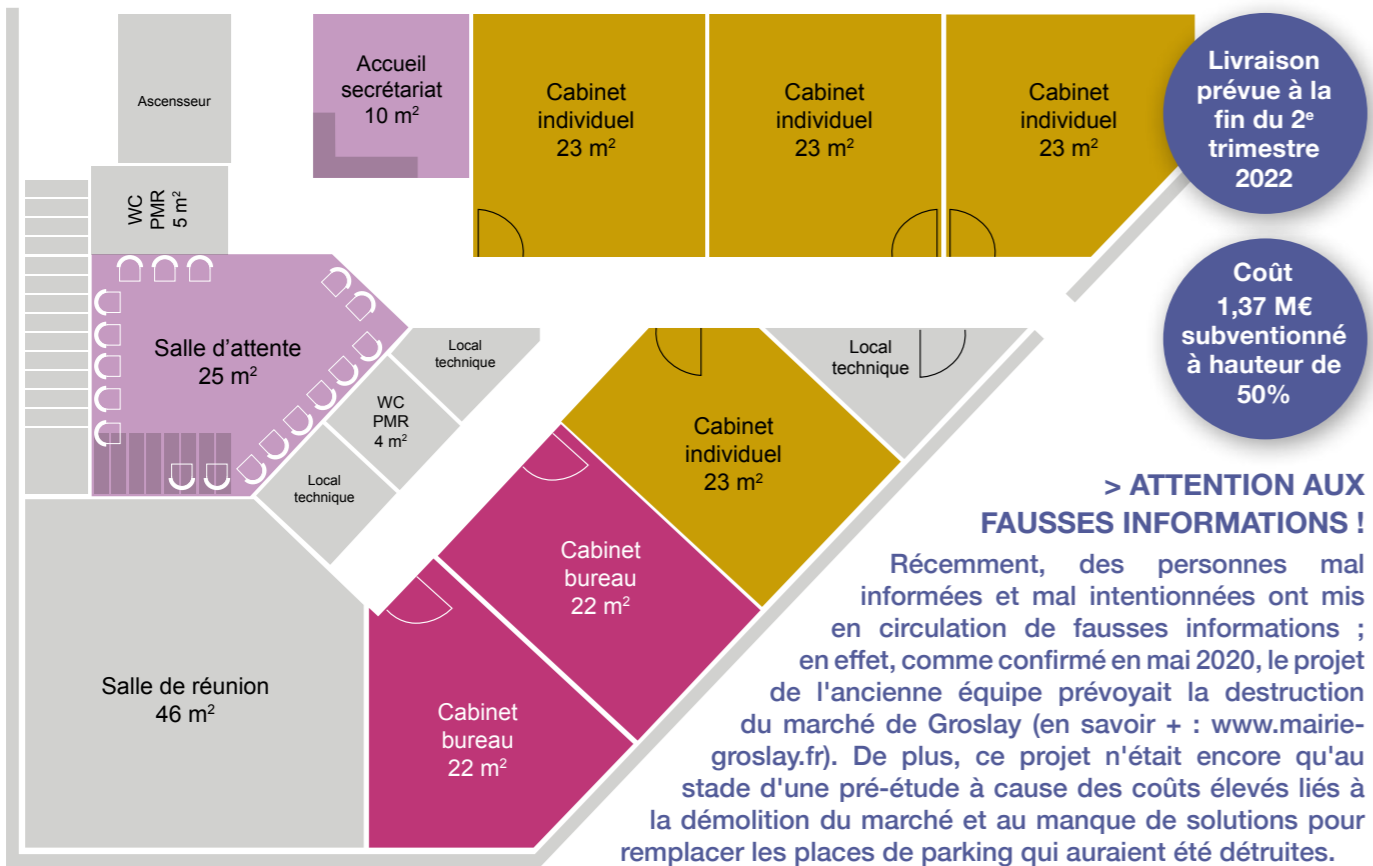 Ascensseur
Accueil
secrétariat
10 m²
Cabinet
individuel
23 m²
Cabinet
individuel
23 m²
Cabinet
individuel
23 m²
Livraison
prévue à la
fin du 2e
trimestre
2022
WC
PMR
5 m²
Coût
1,37 M€
subventionné
à hauteur de
50%
Salle d'attente
25 m²
Local
technique
WC
PMR
4 m²
Local
technique
Local
technique
Cabinet
individuel
23 m²
Cabinet
bureau
22 m²
Cabinet
bureau
22 m²
Salle de réunion
46 m²
> ATTENTION AUX
FAUSSES INFORMATIONS !
Récemment, des personnes mal
informées et mal intentionnées ont mis
en circulation de fausses informations ;
en effet, comme confirmé en mai 2020, le projet
de l'ancienne équipe prévoyait la destruction
du marché de Groslay (en savoir + : www.mairie-
groslay.fr). De plus, ce projet n'était encore qu'au
stade d'une pré-étude à cause des coûts élevés liés à
la démolition du marché et au manque de solutions pour
remplacer les places de parking qui auraient été détruites.